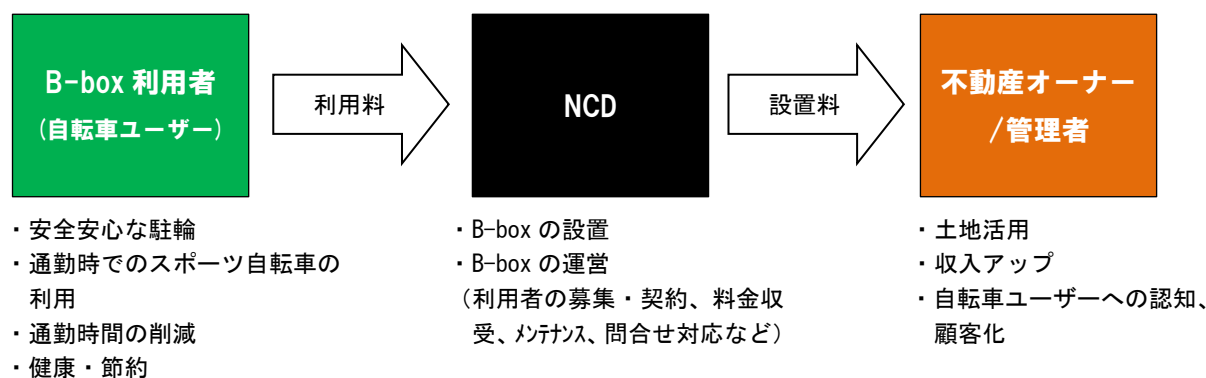 B-box 利用者
（自転車ユーザー）
利用料
NCD
設置料
不動産オーナー
/管理者
・安全安心な駐輪
・通勤時でのスポーツ自転車の
利用
・通勤時間の削減
・健康・節約
・B-box の設置
・B-box の運営
（利用者の募集・契約、料金収
受、ﾒﾝﾃﾅﾝｽ、問合せ対応など）
・土地活用
・収入アップ
・自転車ユーザーへの認知、
顧客化